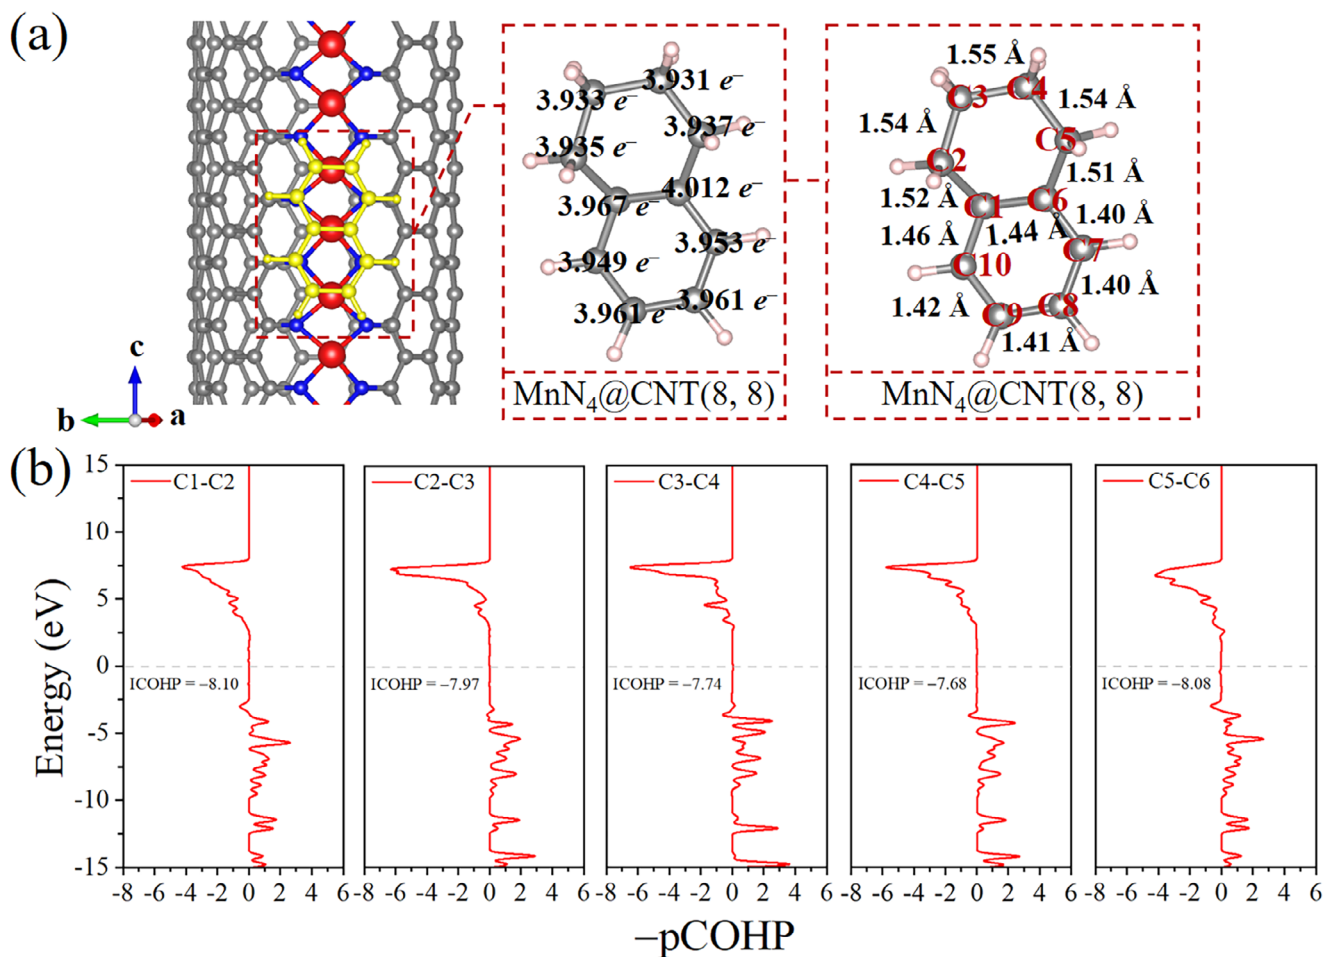 (a)
c
b
a
3.931 e⁻
3.933 e⁻
3.937 e⁻
3.935 e⁻
4.012 e⁻
3.967 e⁻
3.953 e⁻
3.949 e⁻
3.961 e⁻
3.961 e⁻
MnN₄@CNT(8, 8)
1.55 Å
C3
C4
1.54 Å
1.54 Å
C5
C2
1.51 Å
1.52 Å
C1
C6
1.40 Å
1.46 Å
1.44 Å
C7
C10
1.40 Å
1.42 Å
C9
C8
1.41 Å
MnN₄@CNT(8, 8)
(b)
Energy (eV)
15
10
5
0
-5
-10
-15
C1-C2
ICOHP = −8.10
-8 -6 -4 -2 0 2 4 6
C2-C3
ICOHP = −7.97
-8 -6 -4 -2 0 2 4 6
C3-C4
ICOHP = −7.74
-8 -6 -4 -2 0 2 4 6
C4-C5
ICOHP = −7.68
-8 -6 -4 -2 0 2 4 6
C5-C6
ICOHP = −8.08
-8 -6 -4 -2 0 2 4 6
−pCOHP